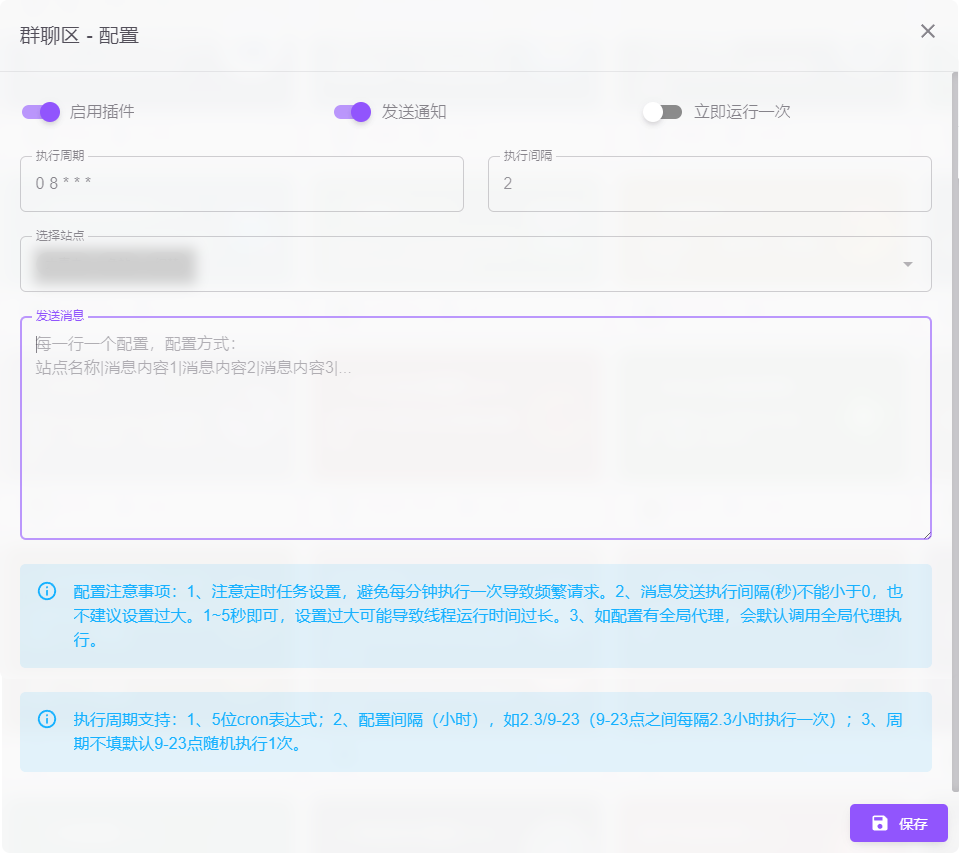 群聊区 - 配置
启用插件
发送通知
立即运行一次
执行周期
执行间隔
0 8 * * *
2
选择站点
发送消息
每一行一个配置，配置方式：
站点名称|消息内容1|消息内容2|消息内容3|...
配置注意事项：1、注意定时任务设置，避免每分钟执行一次导致频繁请求。2、消息发送执行间隔(秒)不能小于0，也
不建议设置过大。1~5秒即可，设置过大可能导致线程运行时间过长。3、如配置有全局代理，会默认调用全局代理执
行。
执行周期支持：1、5位cron表达式；2、配置间隔（小时），如2.3/9-23（9-23点之间每隔2.3小时执行一次）；3、周
期不填默认9-23点随机执行1次。
保存